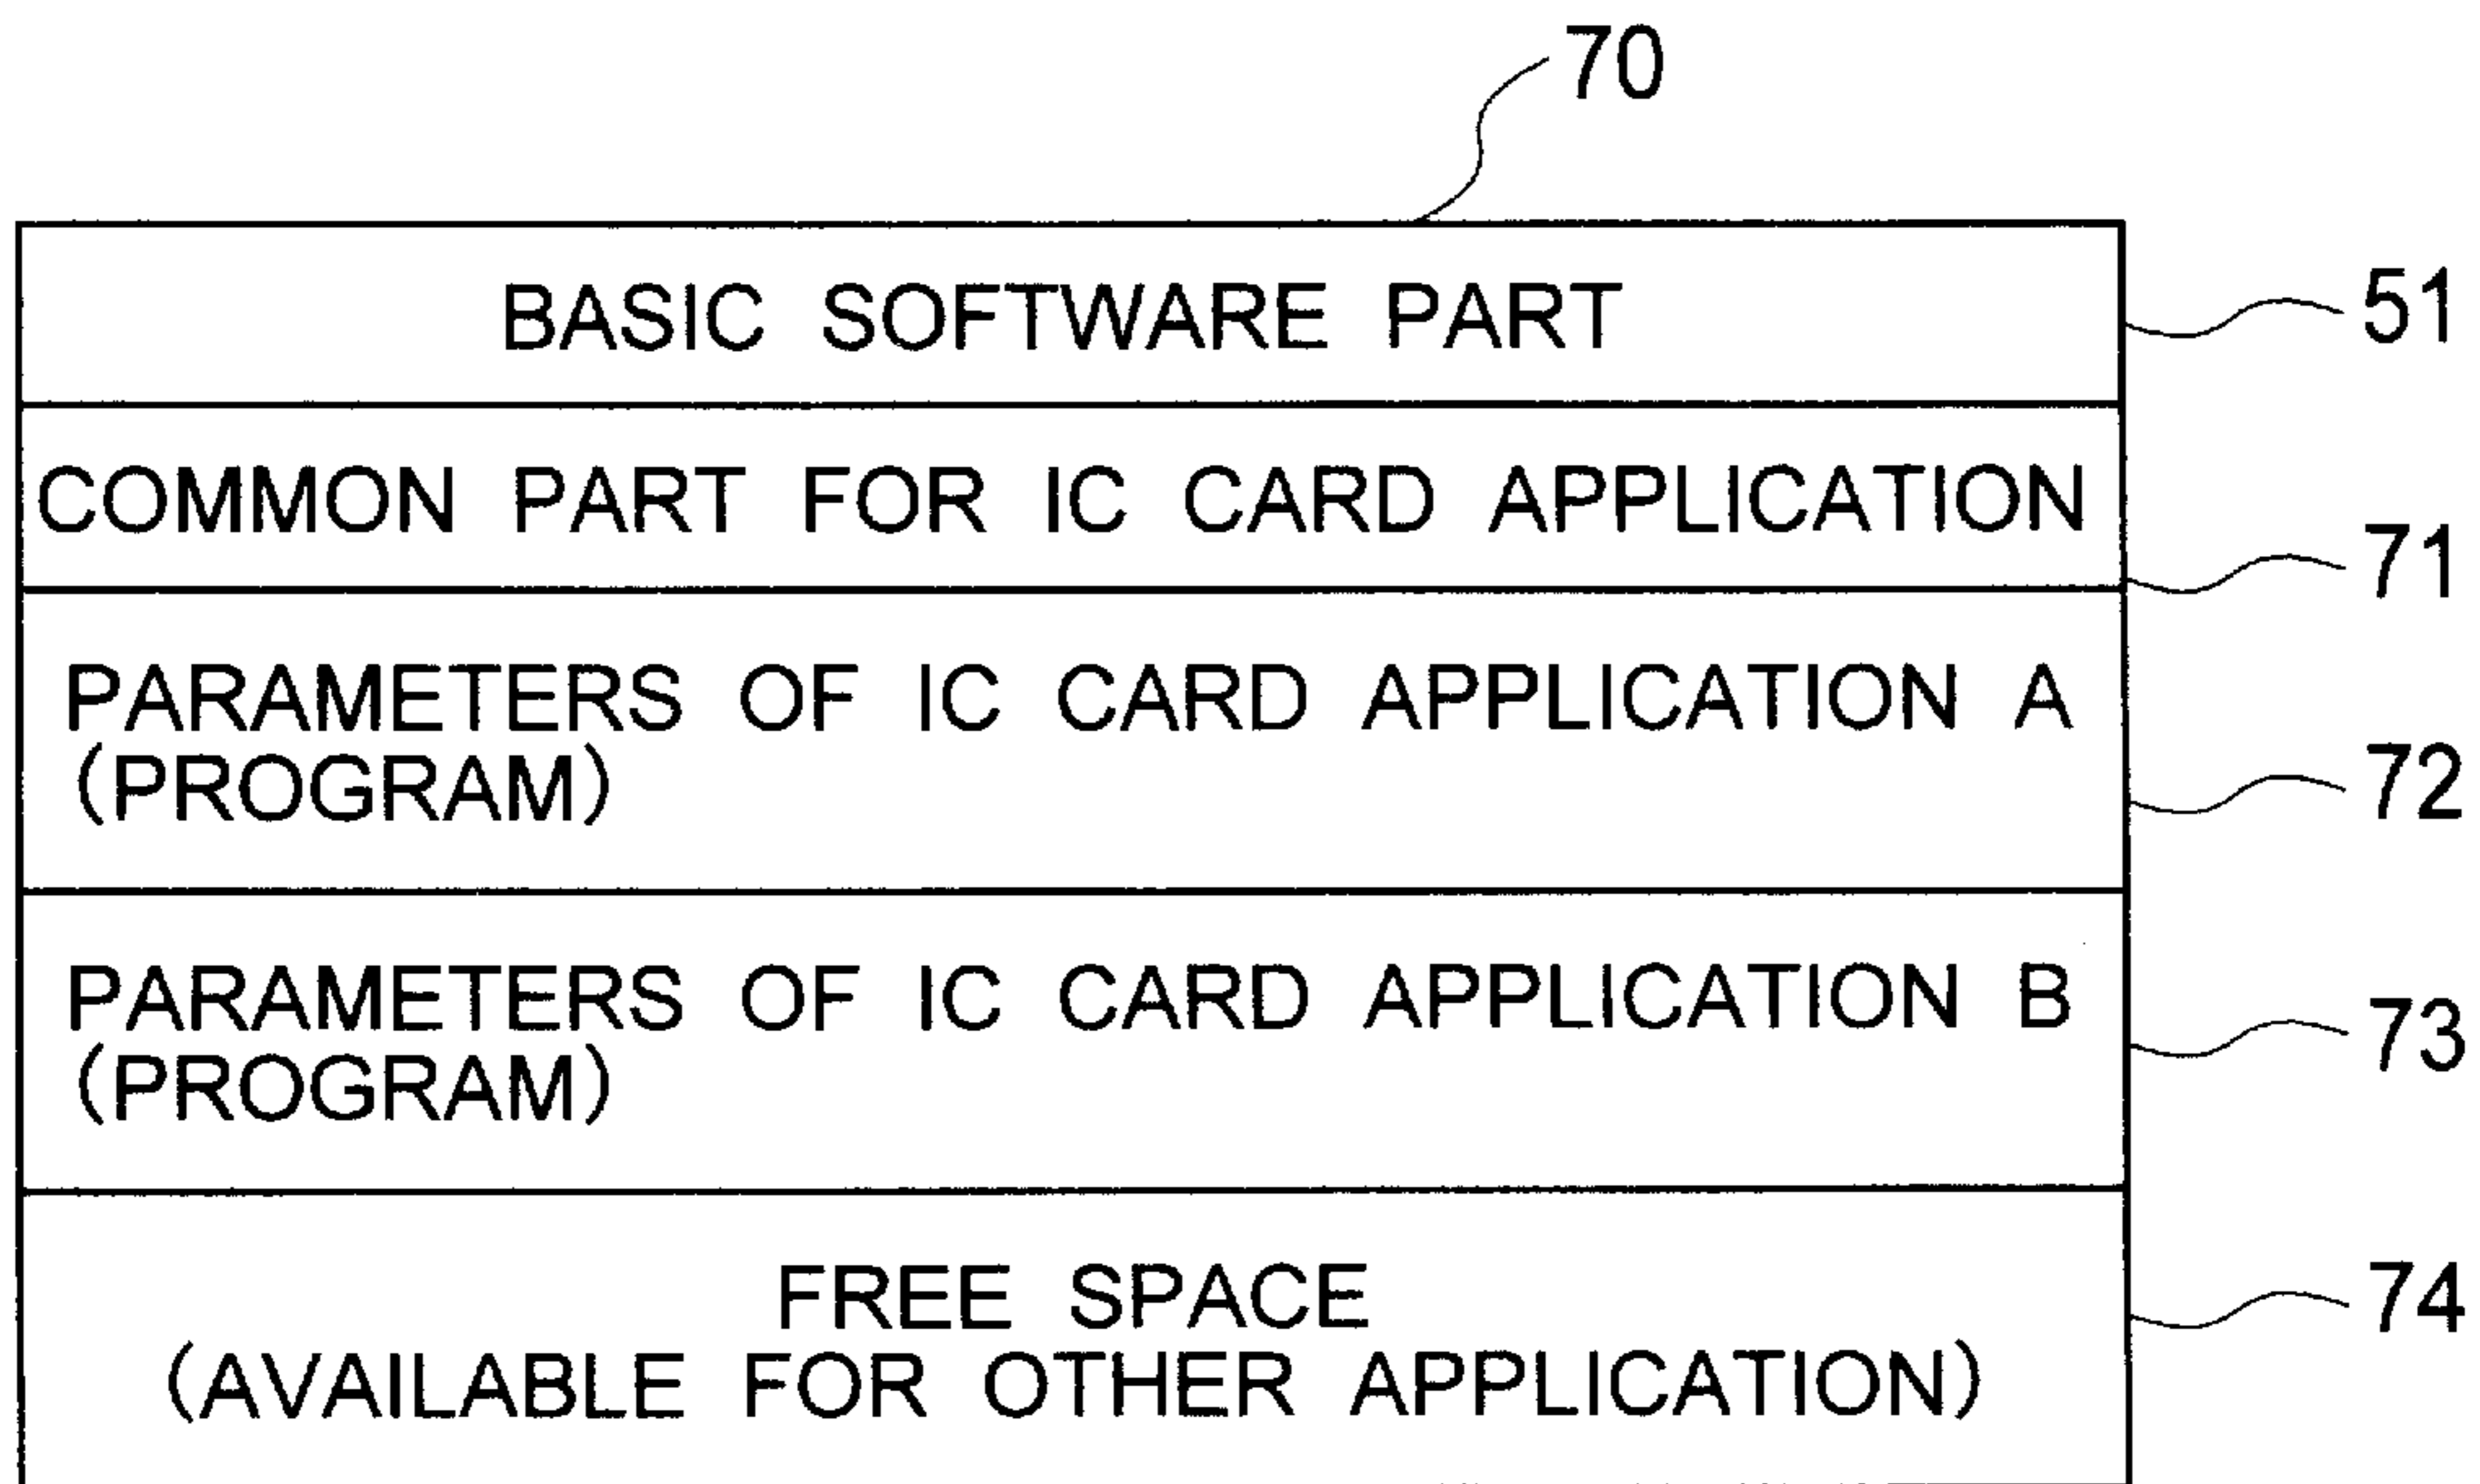 70
BASIC SOFTWARE PART 51
COMMON PART FOR IC CARD APPLICATION
71
PARAMETERS OF IC CARD APPLICATION A
(PROGRAM) 72
PARAMETERS OF IC CARD APPLICATION B
73
(PROGRAM)
FREE SPACE 74
(AVAILABLE FOR OTHER APPLICATION)